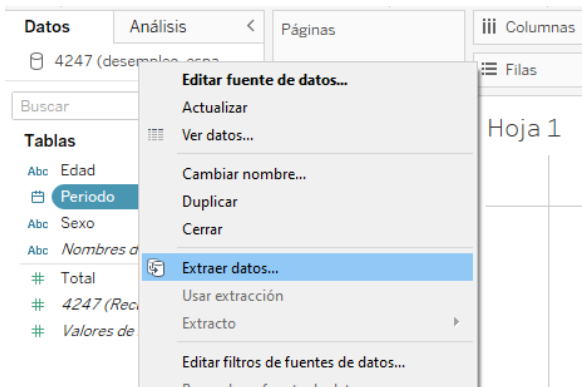 Datos
Análisis
Páginas
Columnas
4247 (desempleo_espa
Filas
Buscar
Hoja 1
Tablas
Abc Edad
Periodo
Abc Sexo
Abc Nombres d
# Total
# 4247 (Rec
# Valores de
Editar fuente de datos...
Actualizar
Ver datos...
Cambiar nombre...
Duplicar
Cerrar
Extraer datos...
Usar extracción
Extracto
Editar filtros de fuentes de datos...